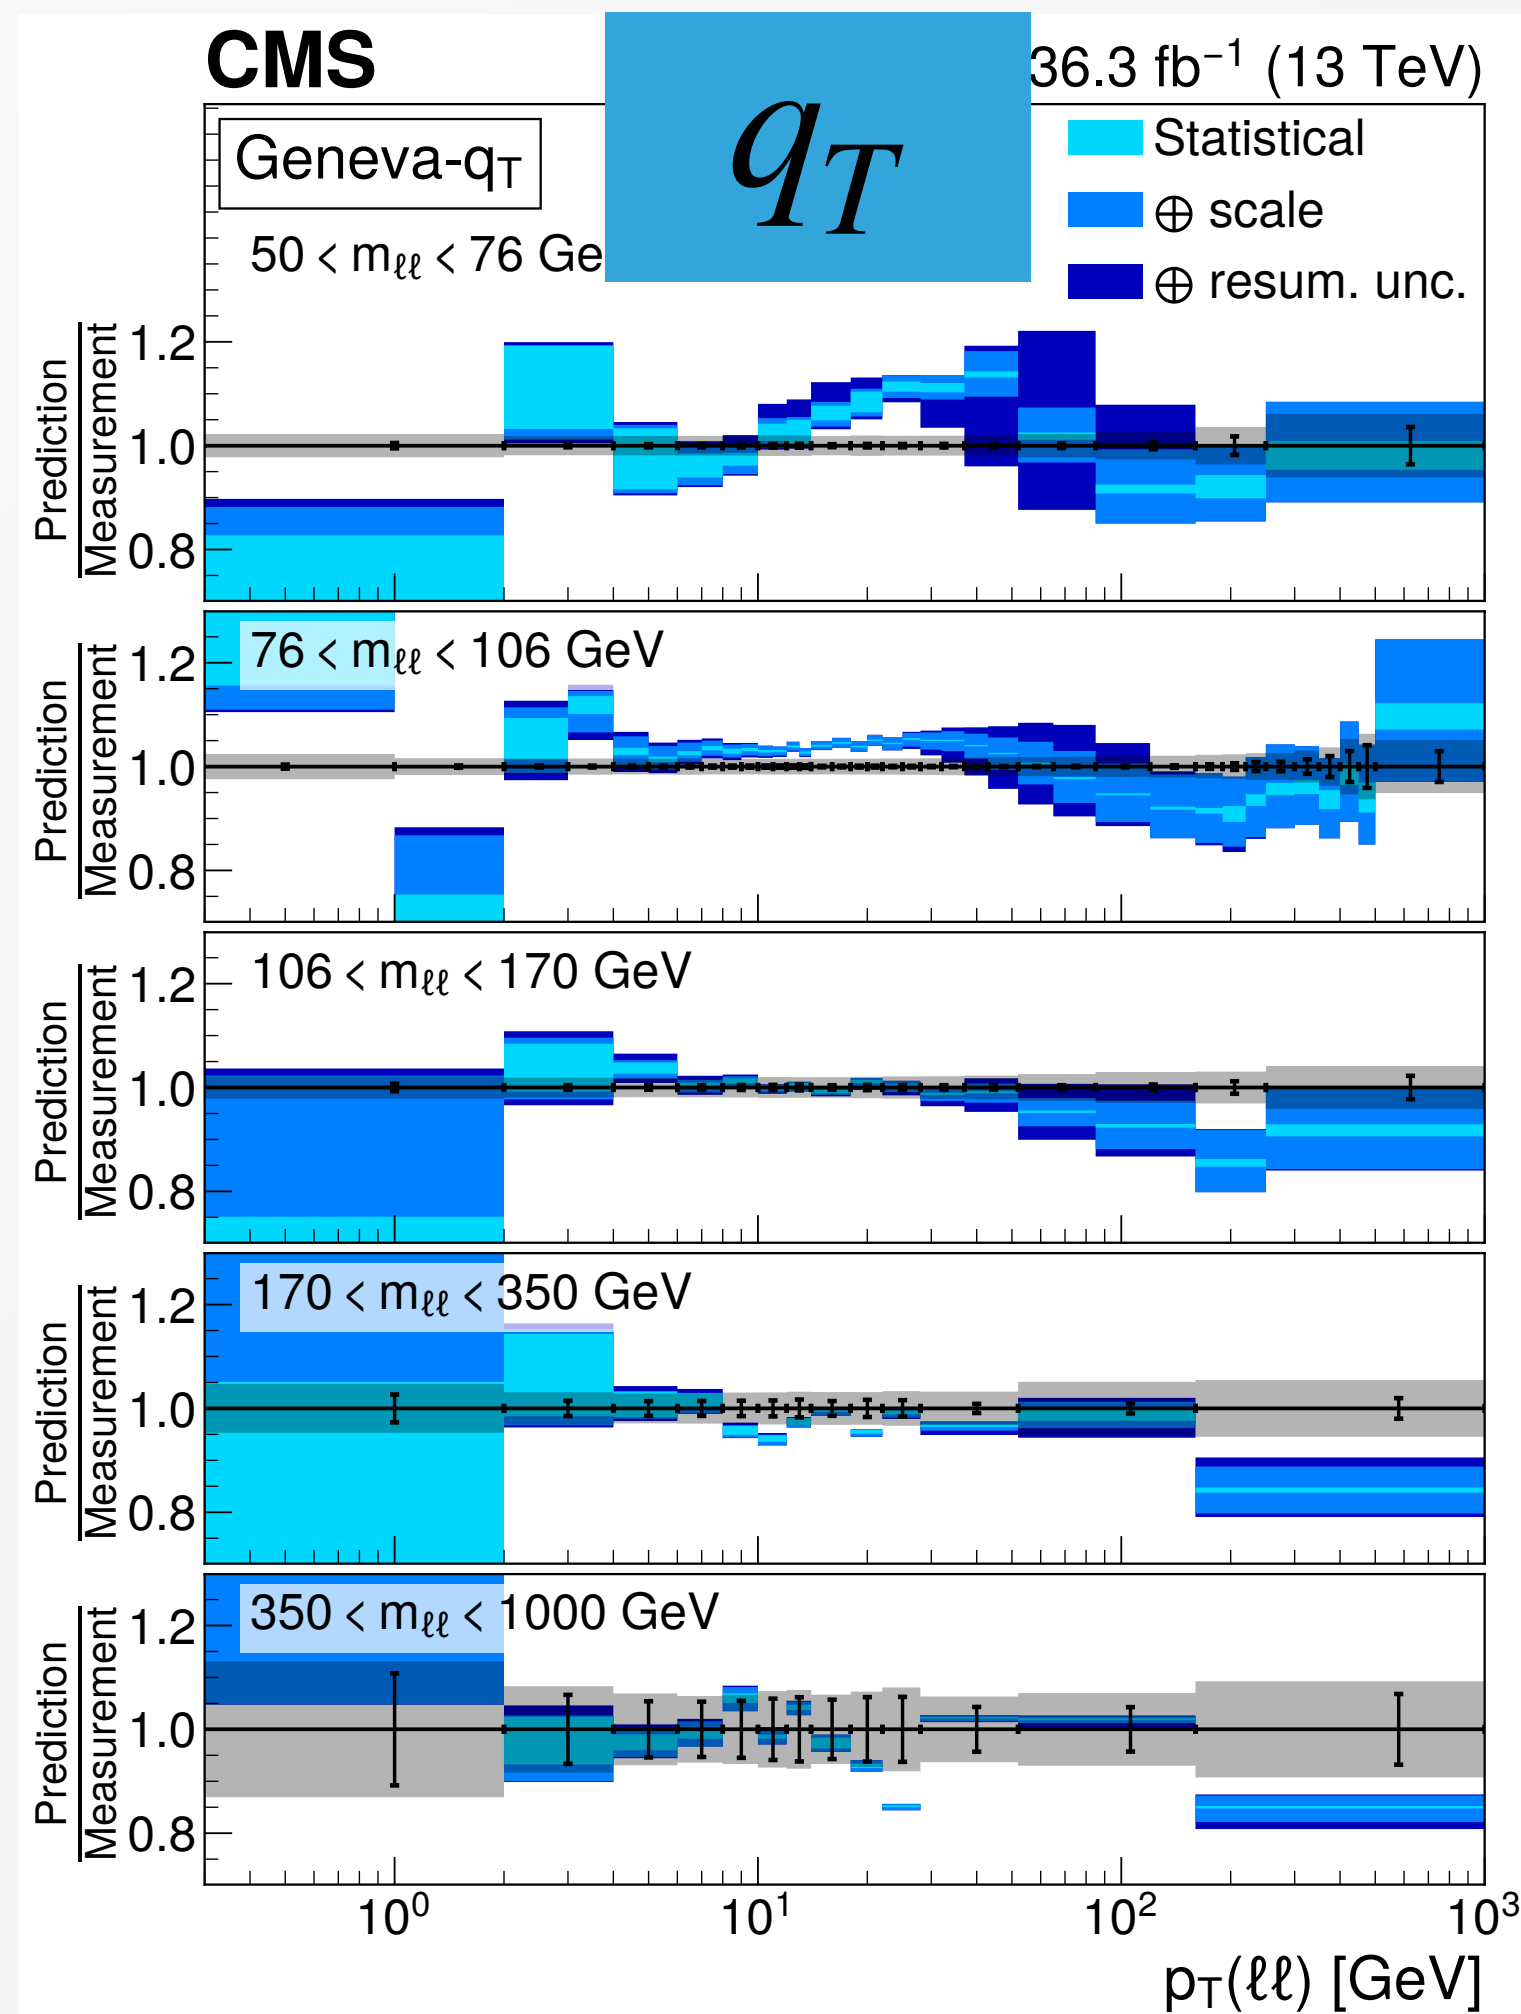 CMS
36.3 fb⁻¹ (13 TeV)
q_T
Geneva-q_T
Statistical
⊕ scale
⊕ resum. unc.
50 < m_ℓℓ < 76 Ge
Prediction
Measurement
1.2
1.0
0.8
76 < m_ℓℓ < 106 GeV
Prediction
Measurement
1.2
1.0
0.8
106 < m_ℓℓ < 170 GeV
Prediction
Measurement
1.2
1.0
0.8
170 < m_ℓℓ < 350 GeV
Prediction
Measurement
1.2
1.0
0.8
350 < m_ℓℓ < 1000 GeV
Prediction
Measurement
1.2
1.0
0.8
10⁰ 10¹ 10² 10³
p_T(ℓℓ) [GeV]